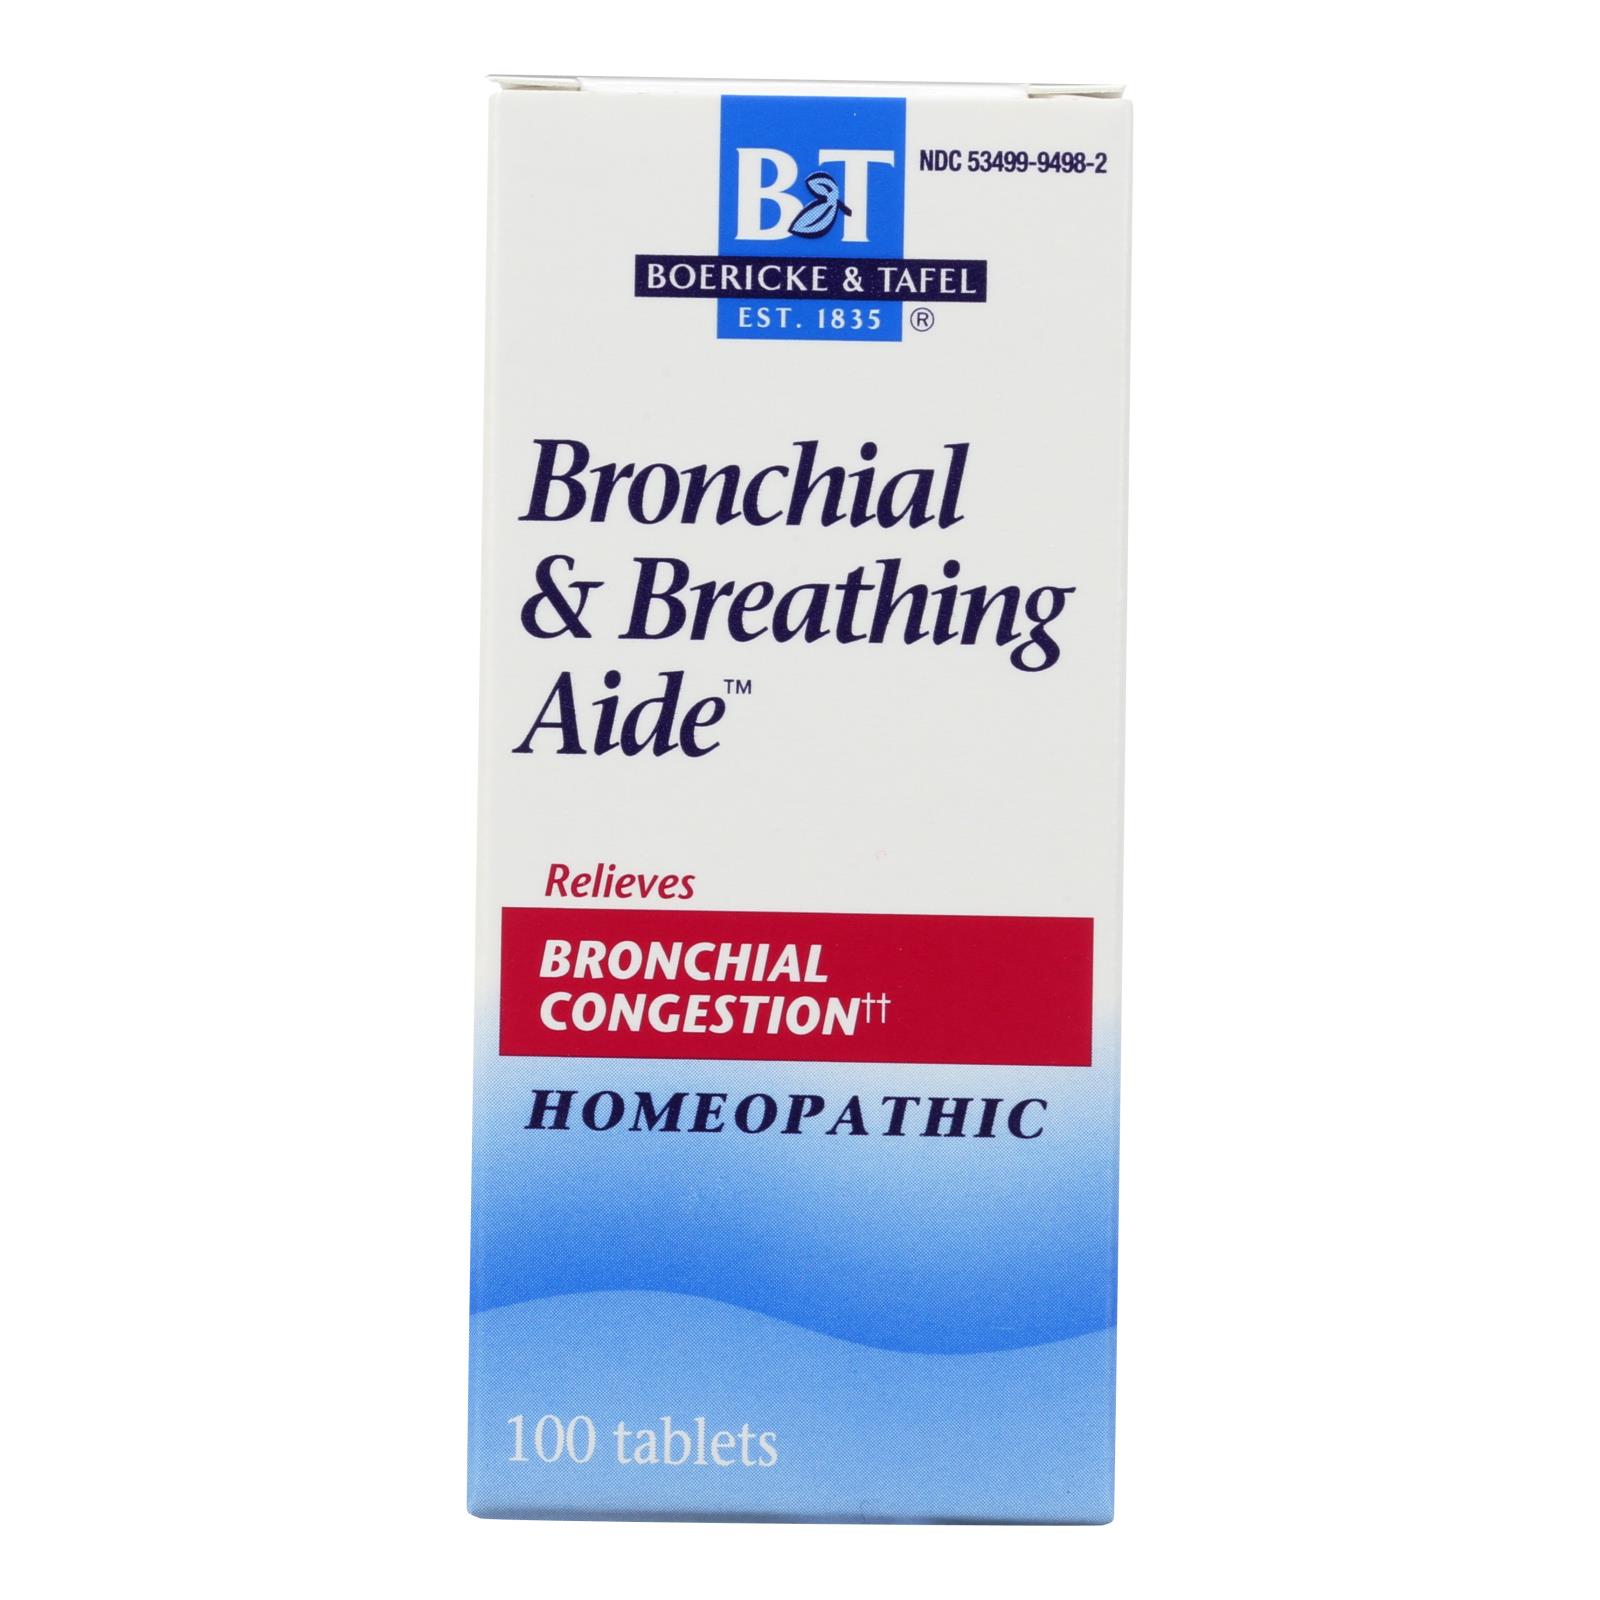 B&T
NDC 53499-9498-2
BOERICKE & TAFEL
EST. 1835 ®
Bronchial
& Breathing
Aide™
Relieves
BRONCHIAL
CONGESTION††
HOMEOPATHIC
100 tablets